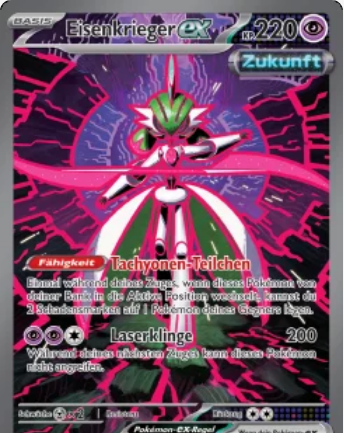 BASIS Eisenkrieger ex KP 220
Zukunft
Fähigkeit Tachyonen-Teilchen
Einmal während deines Zuges, wenn dieses Pokémon von
deiner Bank in die Aktive Position wechselt, kannst du
2 Schadensmarken auf 1 Pokémon deines Gegners legen.
Laserklinge 200
Während deines nächsten Zuges kann dieses Pokémon
nicht angreifen.
Schwäche x2 Resistenz Rückzug
Pokémon-ex-Regel